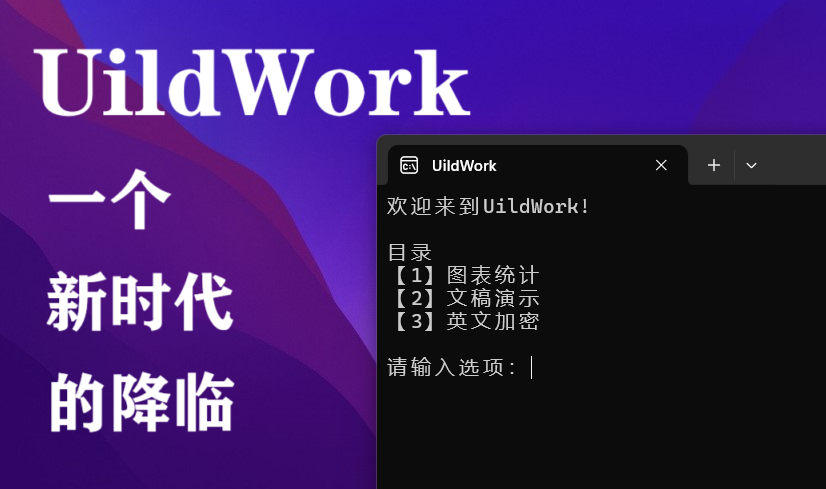 UildWork
一个
新时代
的降临
UildWork
欢迎来到UildWork!
目录
【1】图表统计
【2】文稿演示
【3】英文加密
请输入选项: